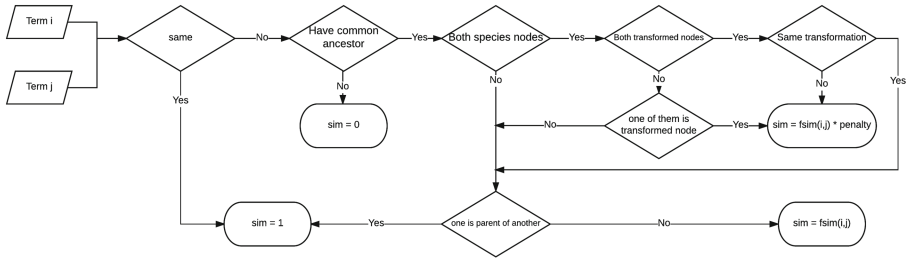 Term i
Term j
same
No
Have common
ancestor
Yes
Both species nodes
Yes
Both transformed nodes
Yes
Same transformation
Yes
No
No
No
No
Yes
sim = 0
one of them is
transformed node
No
Yes
sim = fsim(i,j) * penalty
sim = 1
Yes
one is parent of another
No
sim = fsim(i,j)